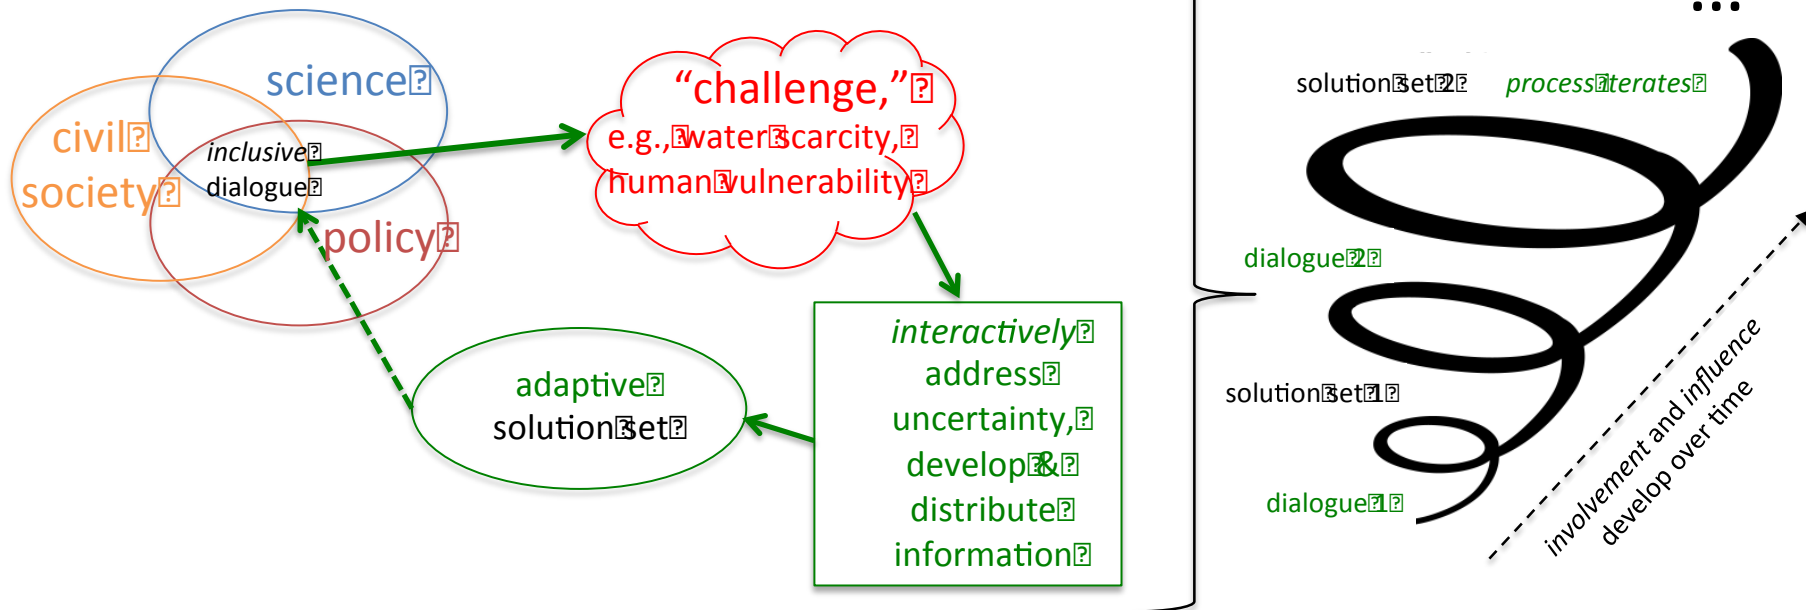 science
civil
society
inclusive
dialogue
policy
“challenge,”
e.g., water scarcity,
human vulnerability
interactively
address
uncertainty,
develop &
distribute
information
adaptive
solution set
...
solution set 2
process iterates
dialogue 2
solution set 1
dialogue 1
involvement and influence
develop over time